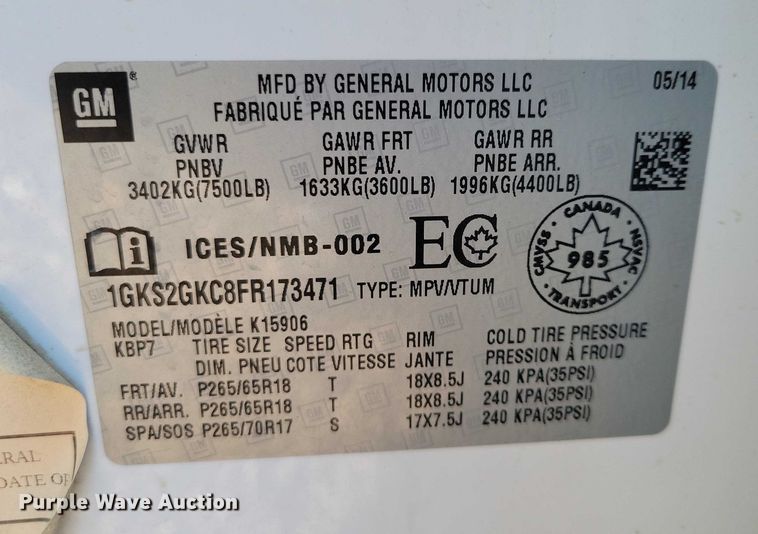 GM
MFD BY GENERAL MOTORS LLC 05/14
FABRIQUÉ PAR GENERAL MOTORS LLC
GVWR GAWR FRT GAWR RR
PNBV PNBE AV. PNBE ARR.
3402KG(7500LB) 1633KG(3600LB) 1996KG(4400LB)
ICES/NMB-002 EC
CMVSS CANADA NSVAC
985
TRANSPORT
1GKS2GKC8FR173471 TYPE: MPV/VTUM
MODEL/MODÈLE K15906
KBP7 TIRE SIZE SPEED RTG RIM COLD TIRE PRESSURE
DIM. PNEU COTE VITESSE JANTE PRESSION À FROID
FRT/AV. P265/65R18 T 18X8.5J 240 KPA(35PSI)
RR/ARR. P265/65R18 T 18X8.5J 240 KPA(35PSI)
SPA/SOS P265/70R17 S 17X7.5J 240 KPA(35PSI)
RAL
DATE OF
Purple Wave Auction